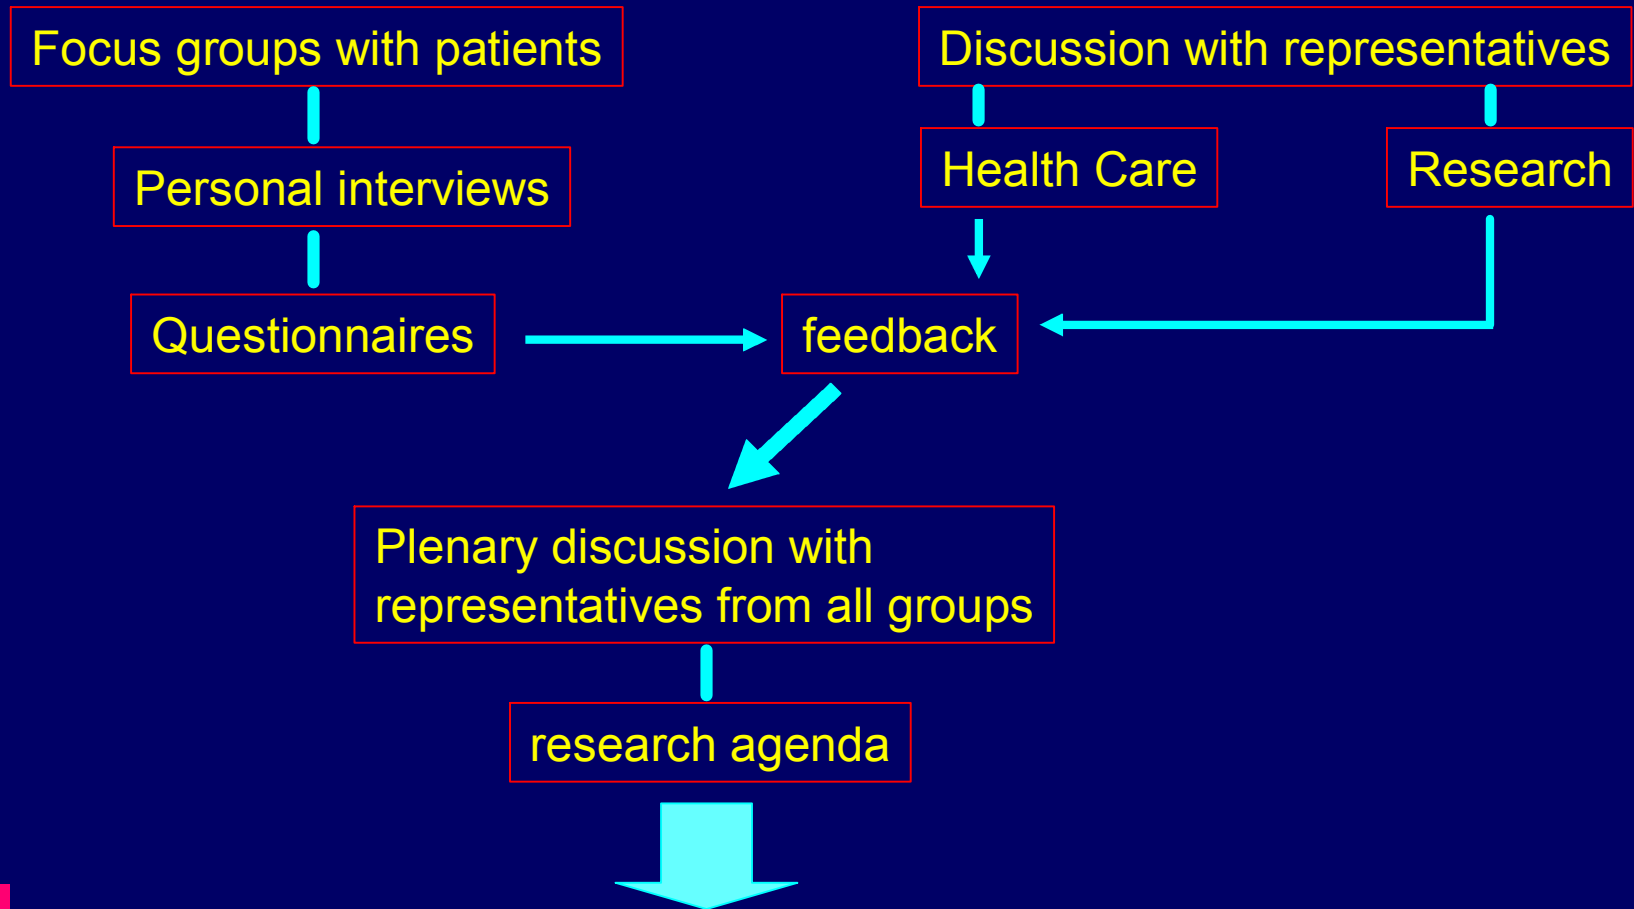 Focus groups with patients
Discussion with representatives
Personal interviews
Health Care
Research
Questionnaires
feedback
Plenary discussion with
representatives from all groups
research agenda